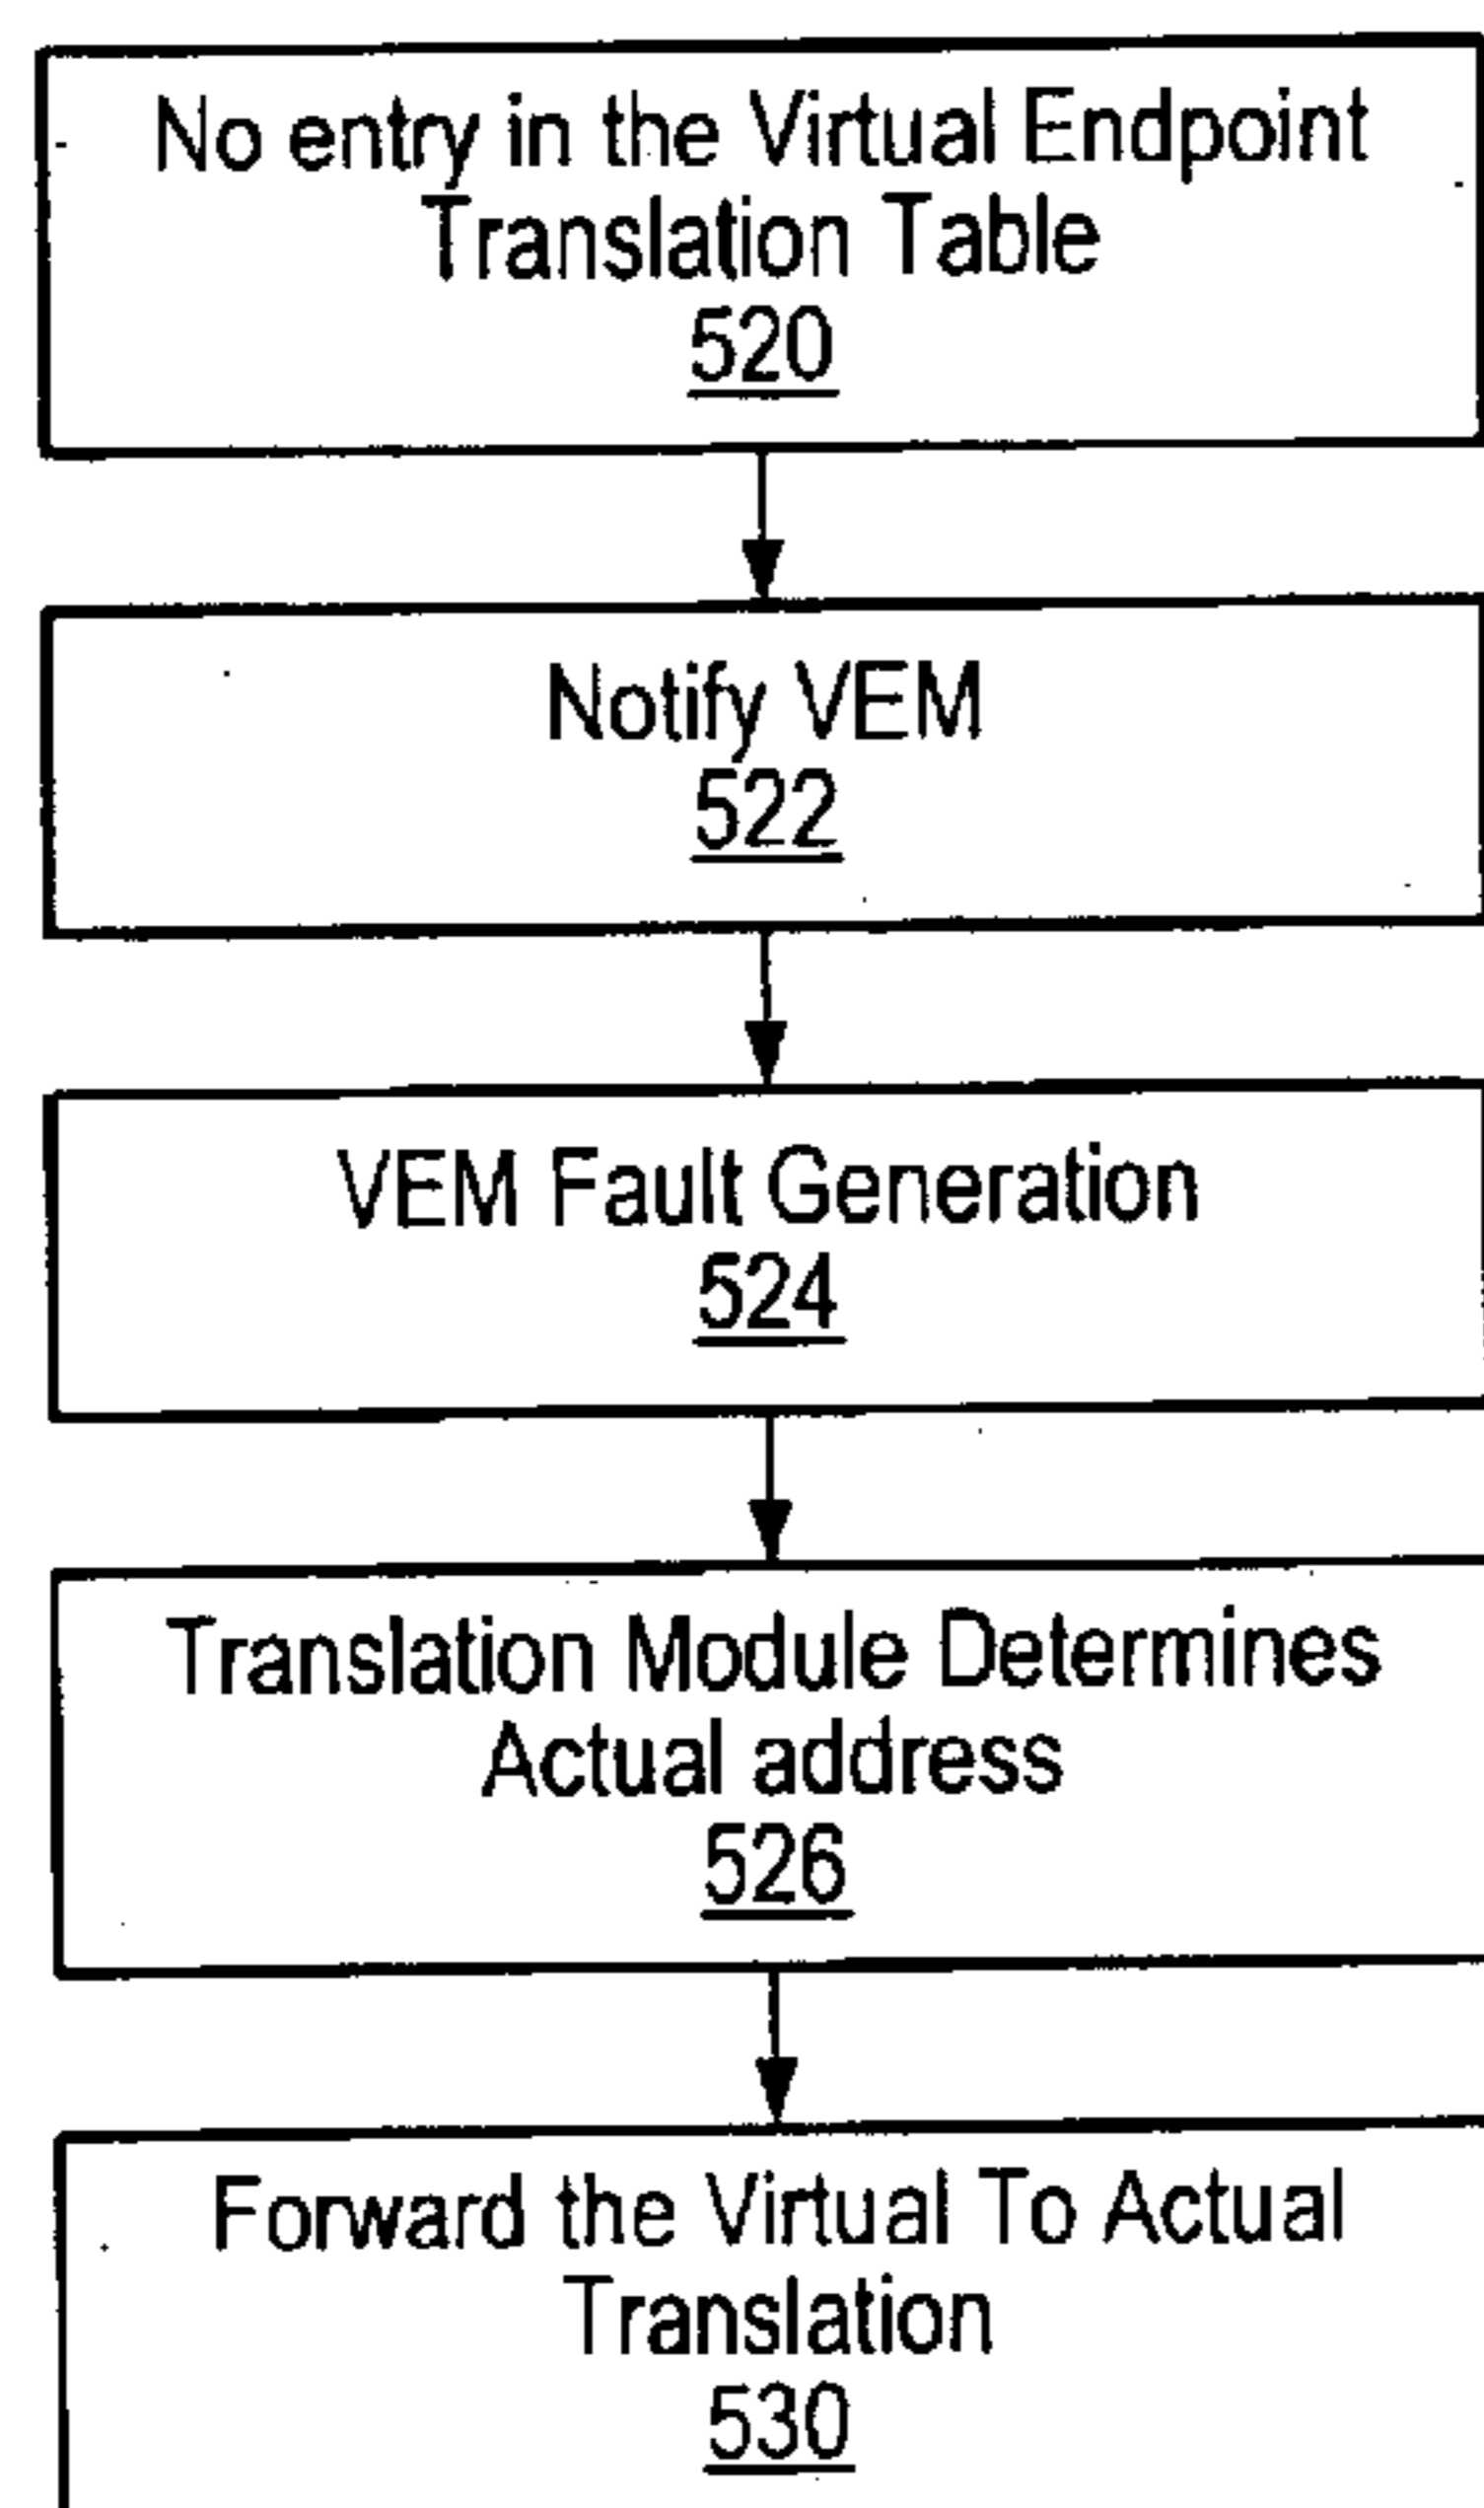 No entry in the Virtual Endpoint
Translation Table
520
Notify VEM
522
VEM Fault Generation
524
Translation Module Determines
Actual address
526
Forward the Virtual To Actual
Translation
530